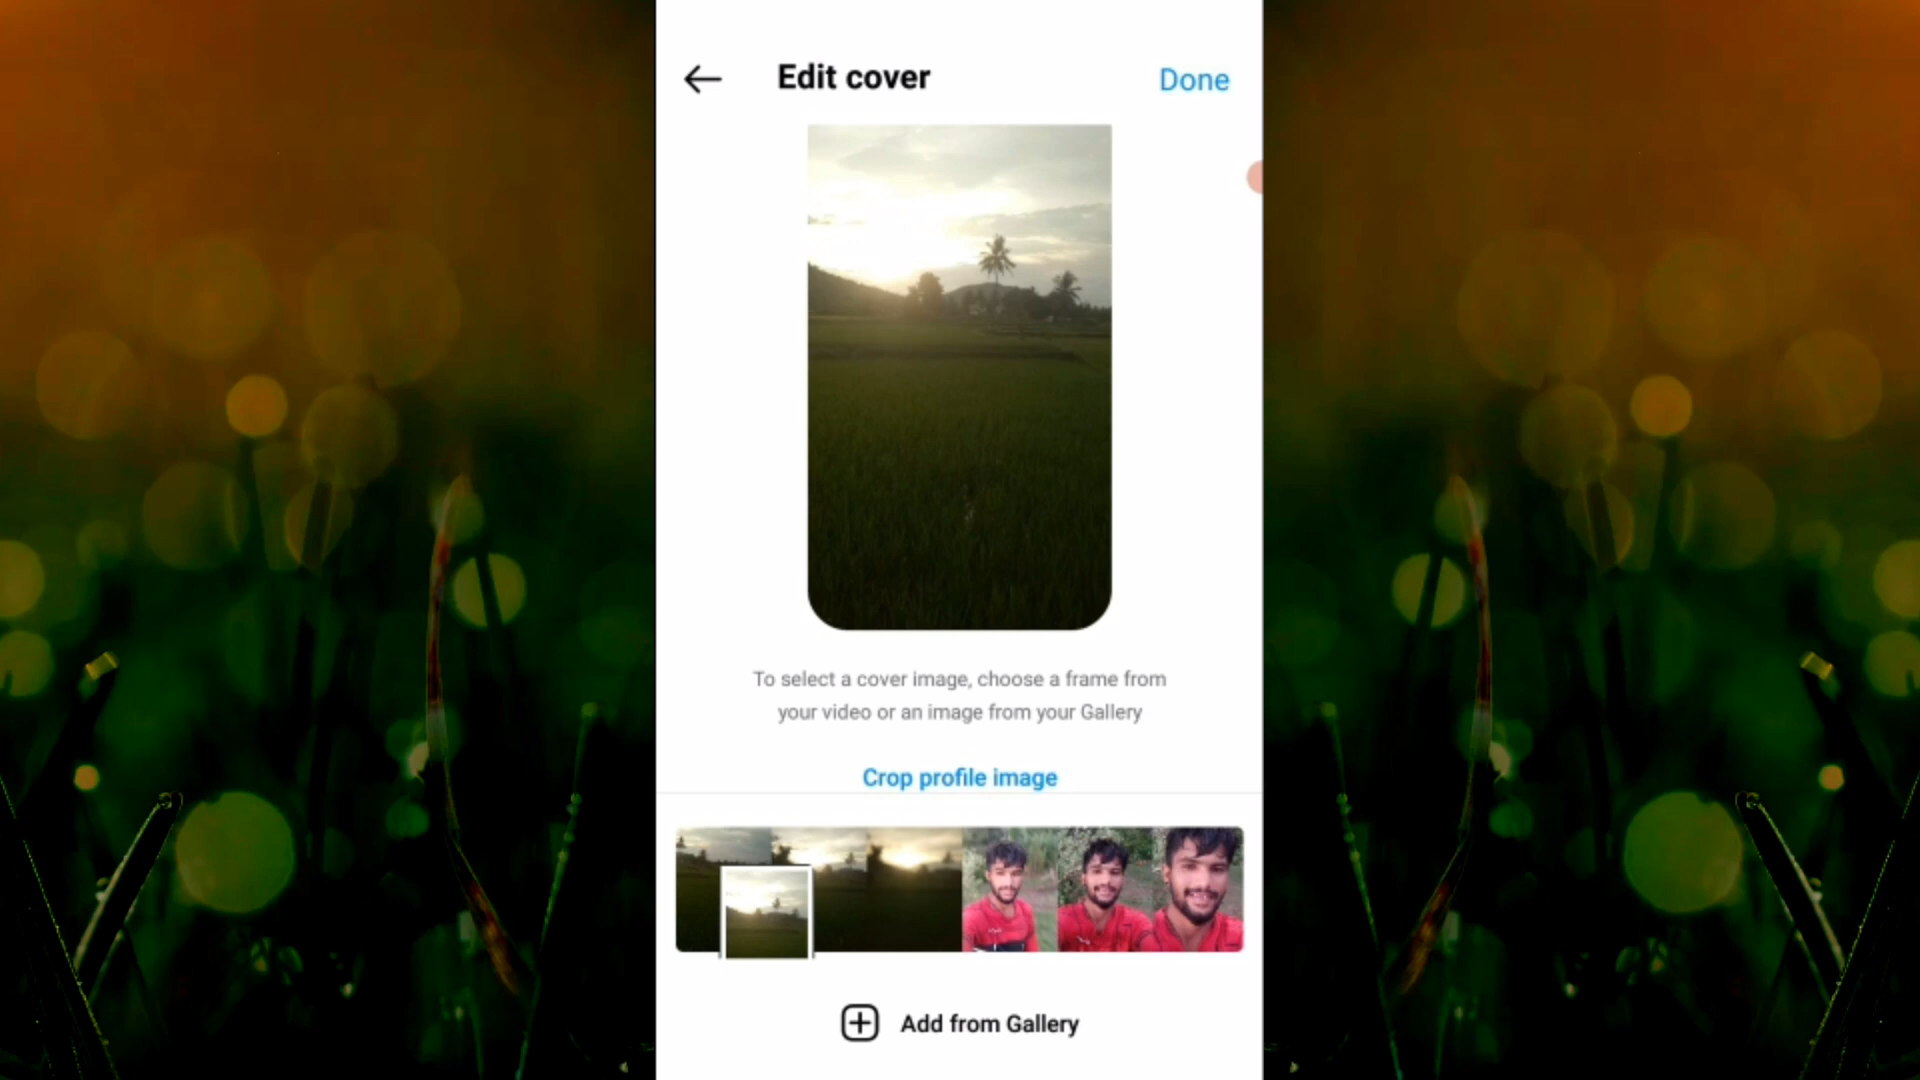 Edit cover
Done
To select a cover image, choose a frame from
your video or an image from your Gallery
Crop profile image
Add from Gallery